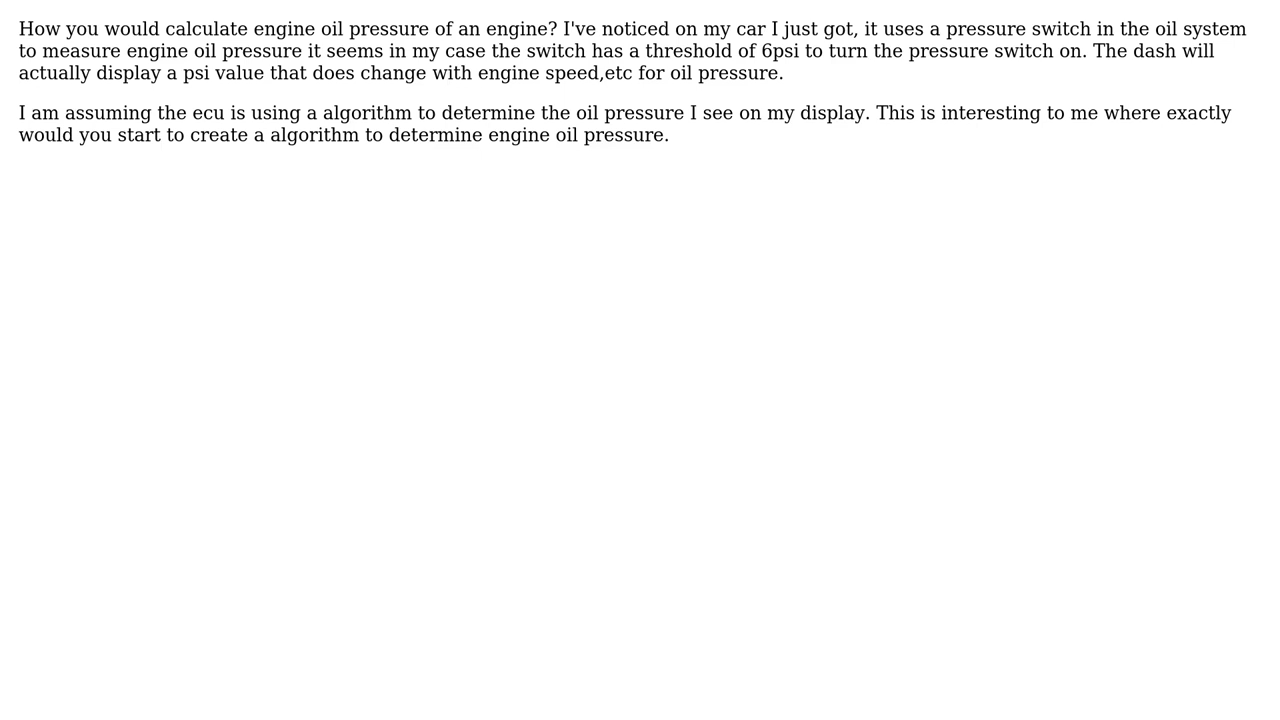 How you would calculate engine oil pressure of an engine? I've noticed on my car I just got, it uses a pressure switch in the oil system
to measure engine oil pressure it seems in my case the switch has a threshold of 6psi to turn the pressure switch on. The dash will
actually display a psi value that does change with engine speed,etc for oil pressure.
I am assuming the ecu is using a algorithm to determine the oil pressure I see on my display. This is interesting to me where exactly
would you start to create a algorithm to determine engine oil pressure.